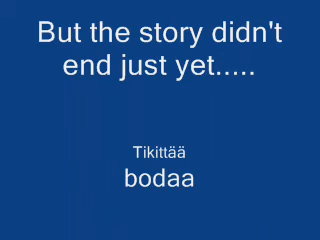 But the story didn't
end just yet.....
Tikittää
bodaa